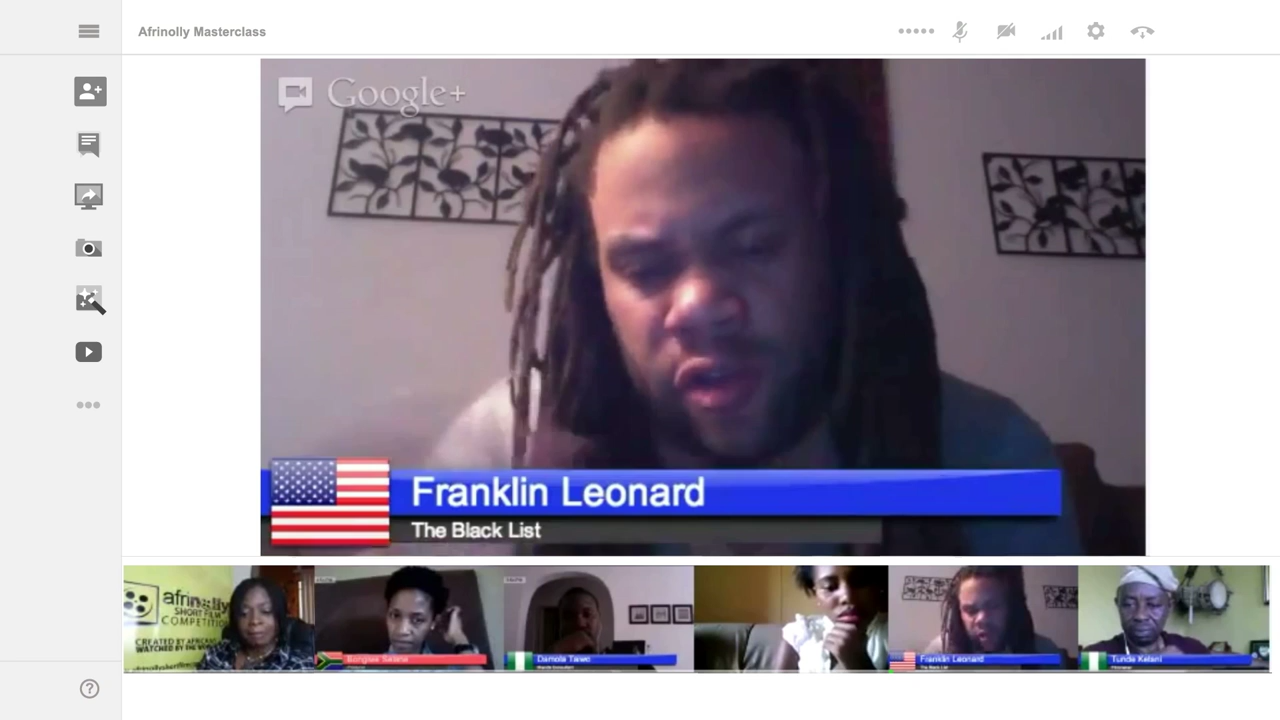 Afrinolly Masterclass
Google+
Franklin Leonard
The Black List
afrinolly
SHORT FILM
COMPETITION
CREATED BY AFRICANS
WATCHED BY THE WORLD
Damola Taiwo
Franklin Leonard
The Black List
Tunde Kelani
Filmmaker